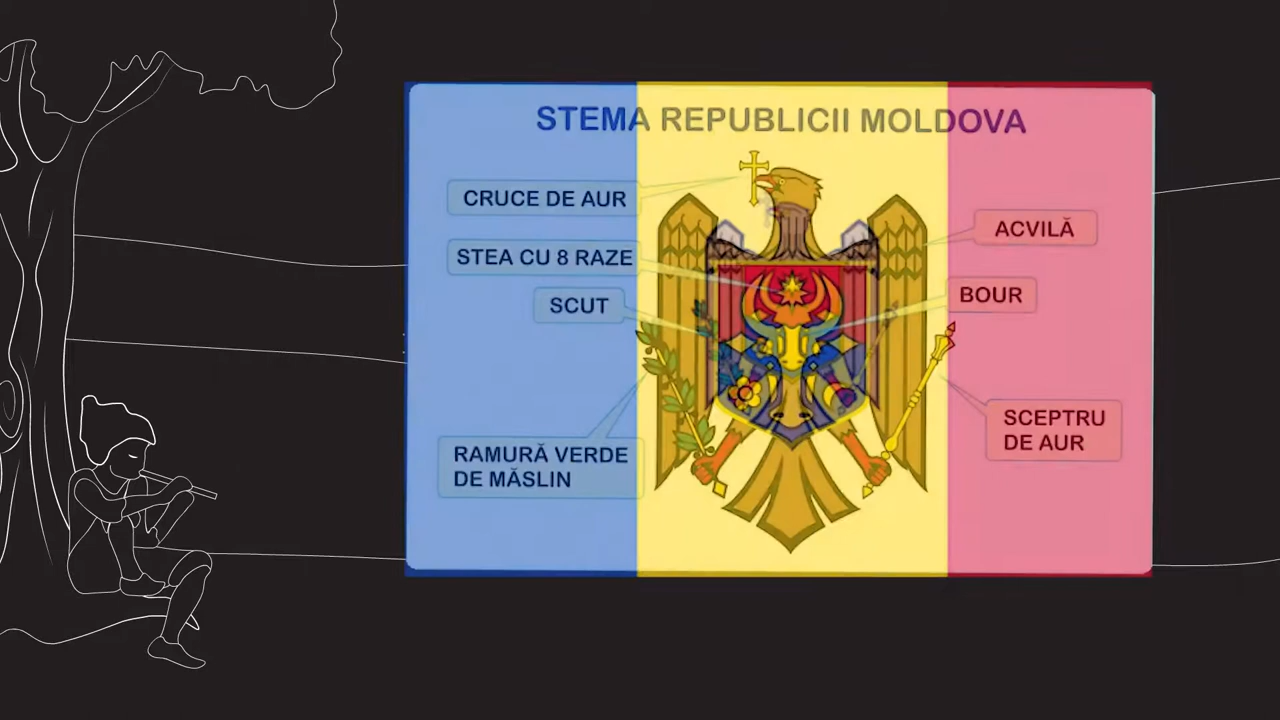 STEMA REPUBLICII MOLDOVA
CRUCE DE AUR
STEA CU 8 RAZE
SCUT
RAMURĂ VERDE
DE MĂSLIN
ACVILĂ
BOUR
SCEPTRU
DE AUR